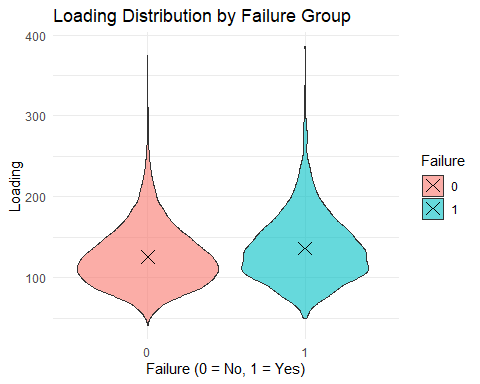 Loading Distribution by Failure Group
400
300
200
100
Loading
0
1
Failure (0 = No, 1 = Yes)
Failure
0
1